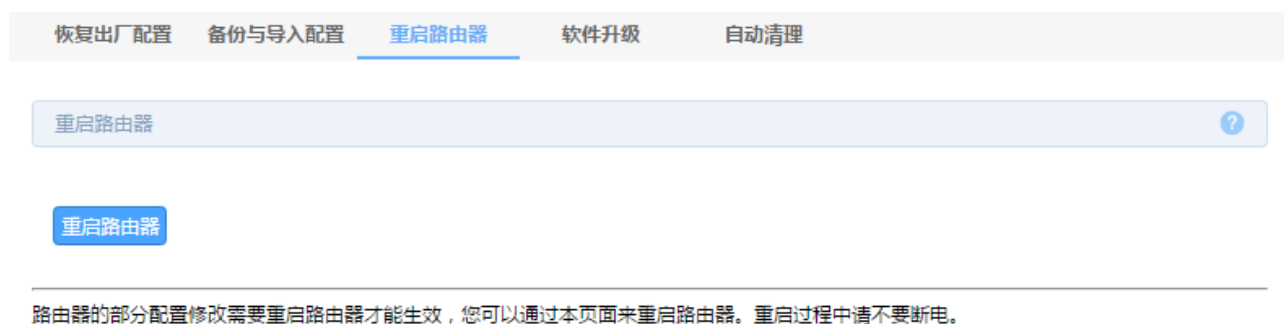 恢复出厂配置 备份与导入配置 重启路由器 软件升级 自动清理
重启路由器 ?
重启路由器
路由器的部分配置修改需要重启路由器才能生效，您可以通过本页面来重启路由器。重启过程中请不要断电。